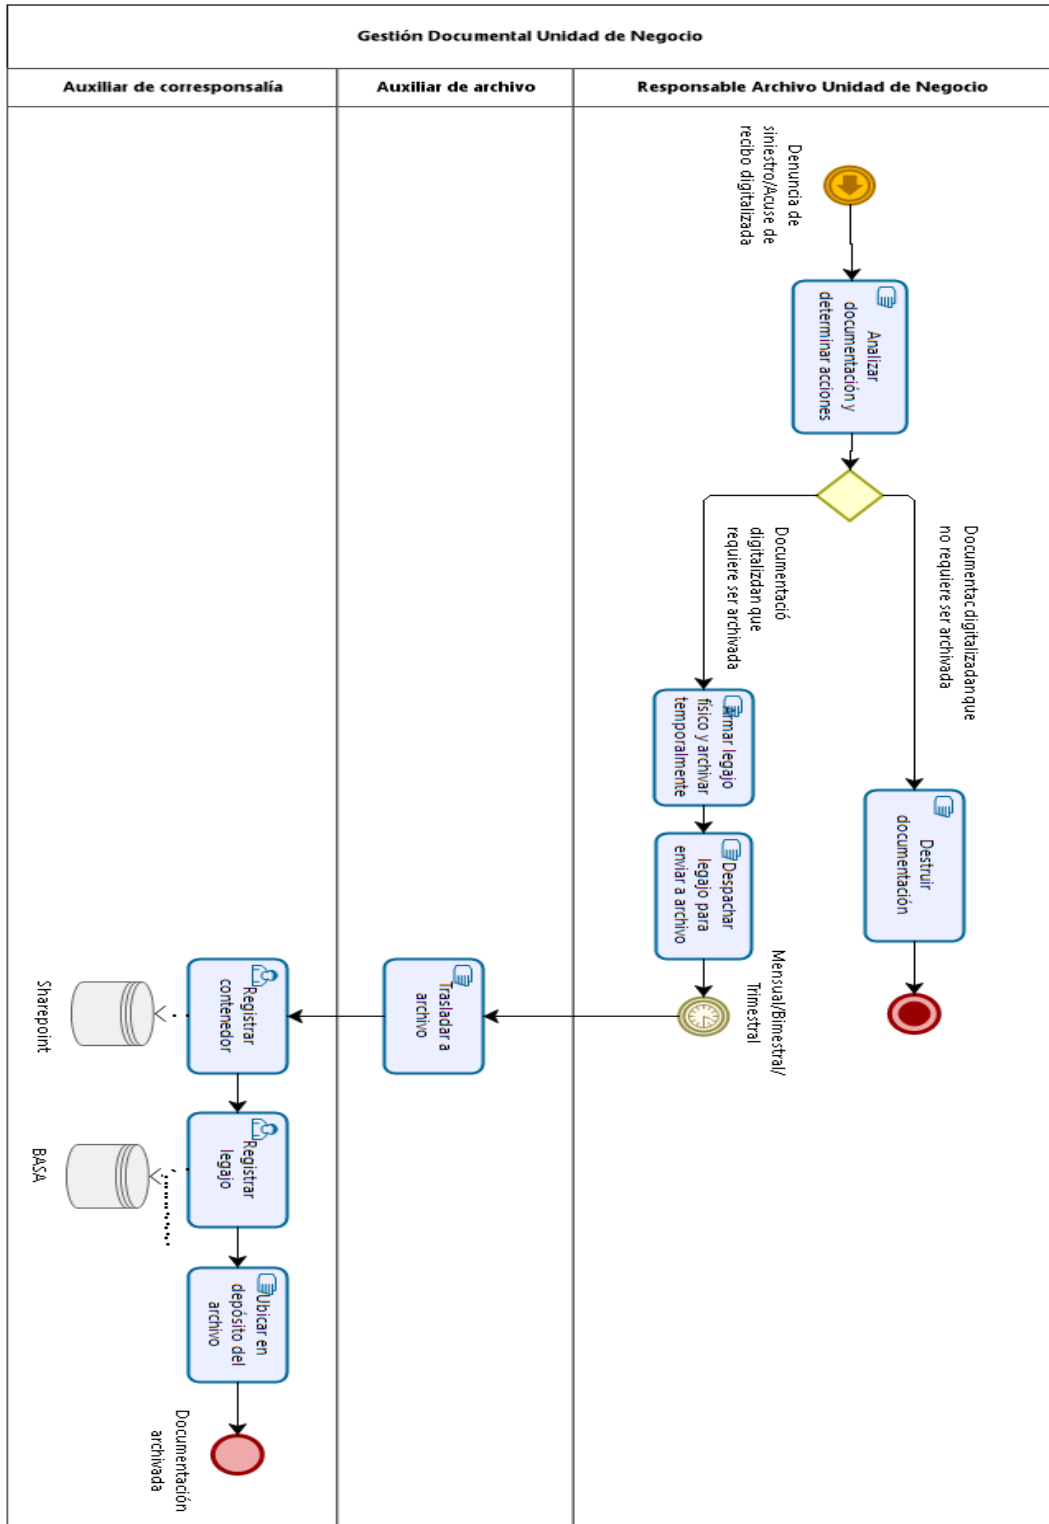 Gestión Documental Unidad de Negocio
Auxiliar de corresponsalía
Auxiliar de archivo
Responsable Archivo Unidad de Negocio
Denuncia de
siniestro/Acuse de
recibo digitalizada
Analizar
documentación y
determinar acciones
Documentac digitalizadan que
no requiere ser archivada
Documentació
digitalizdan que
requiere ser archivada
Armar legajo
físico y archivar
temporalmente
Destruir
documentación
Despachar
legajo para
enviar a archivo
Mensual/Bimestral/
Trimestral
Trasladar a
archivo
Registrar
contenedor
Sharepoint
Registrar
legajo
BASA
Ubicar en
depósito del
archivo
Documentación
archivada